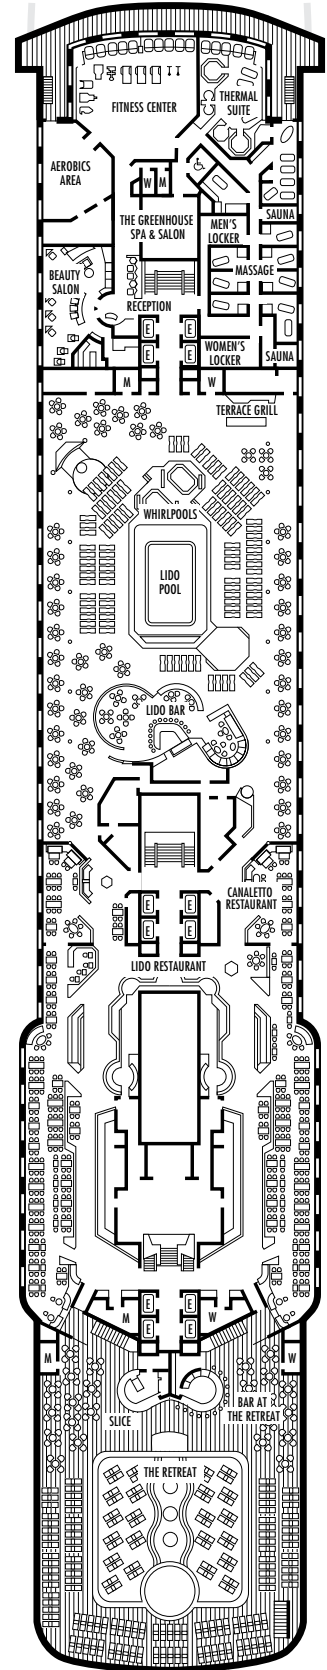 FITNESS CENTER
THERMAL
SUITE
AEROBICS
AREA
W M
THE GREENHOUSE
SPA & SALON
SAUNA
MEN'S
LOCKER
MASSAGE
BEAUTY
SALON
RECEPTION
E E
E E
WOMEN'S
LOCKER
SAUNA
M W
TERRACE GRILL
WHIRLPOOLS
LIDO
POOL
LIDO BAR
CANALETTO
RESTAURANT
E E
E E
LIDO RESTAURANT
E E
M W
E E
M W
SLICE
BAR AT
THE RETREAT
THE RETREAT